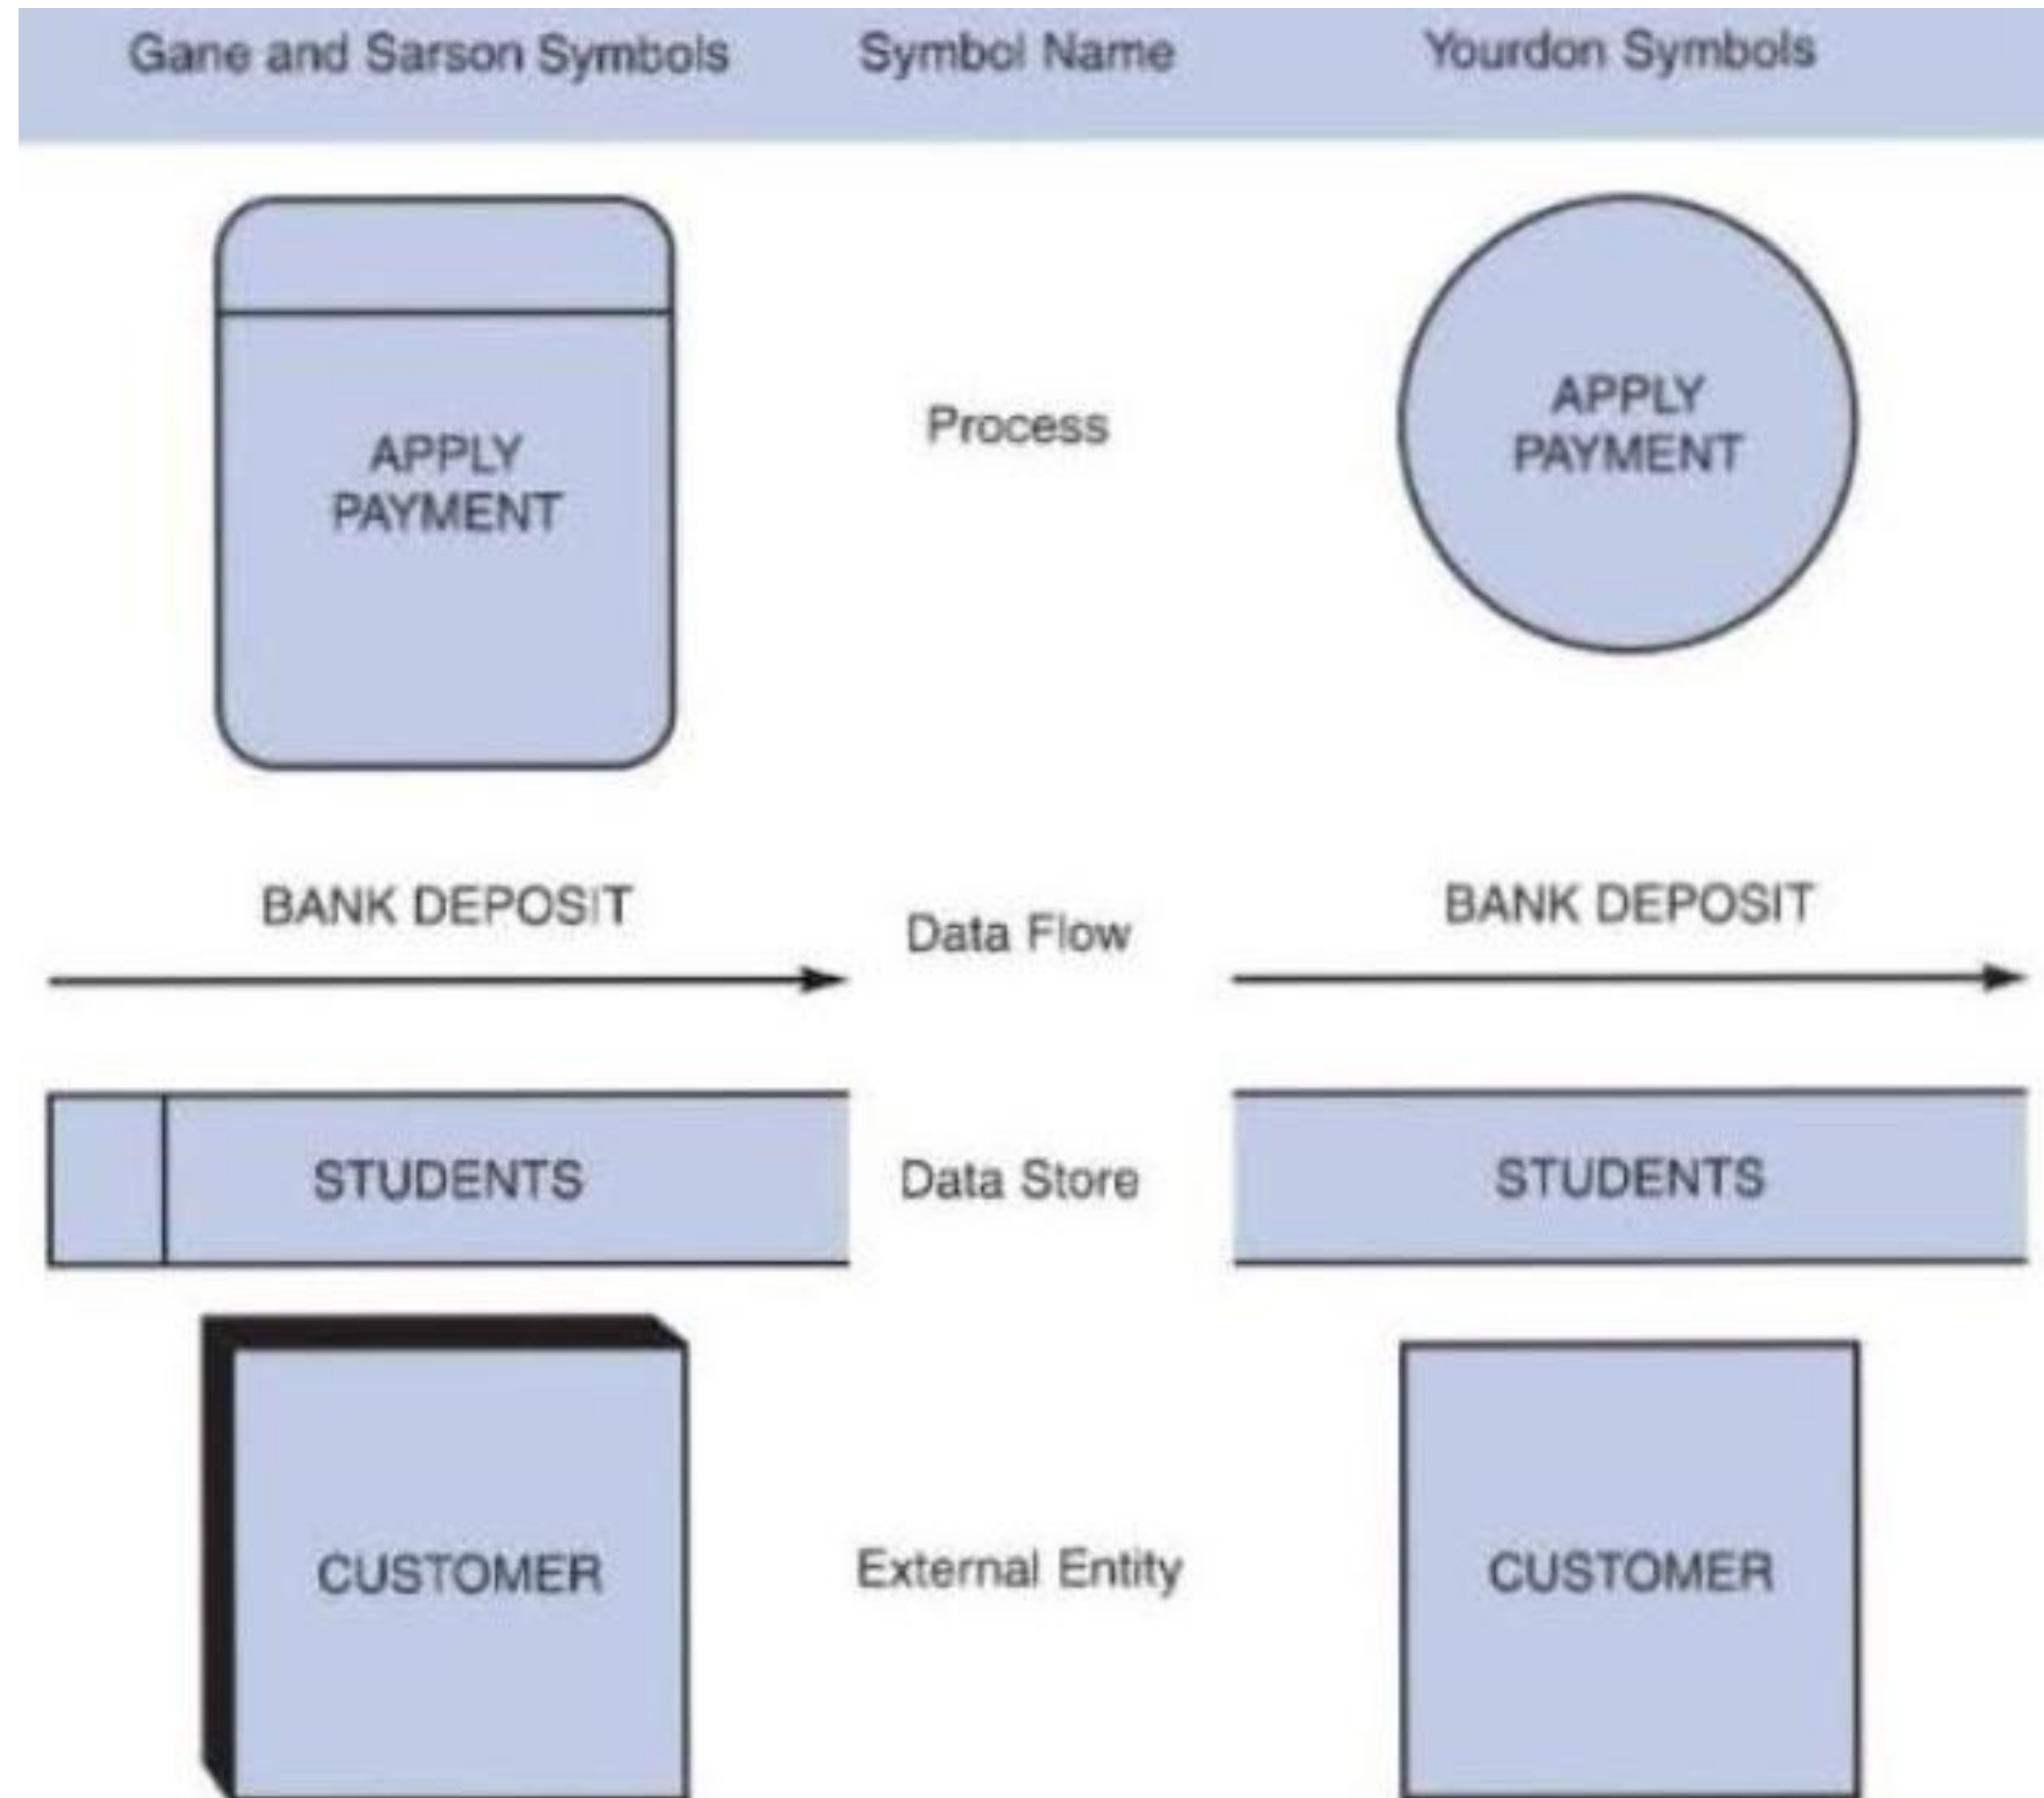 Gane and Sarson Symbols Symbol Name Yourdon Symbols
APPLY
PAYMENT
Process
APPLY
PAYMENT
BANK DEPOSIT
Data Flow
BANK DEPOSIT
STUDENTS
Data Store
STUDENTS
CUSTOMER
External Entity
CUSTOMER